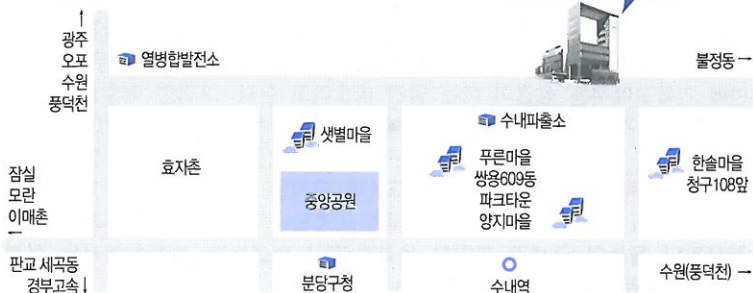 ↑
광주
오포
수원
풍덕천
열병합발전소
불정동 →
수내파출소
샛별마을
효자촌
중앙공원
푸른마을
쌍용609동
파크타운
양지마을
한솔마을
청구108앞
잠실
모란
이매촌
←
판교 세곡동
경부고속↓
분당구청
수내역
수원(풍덕천) →